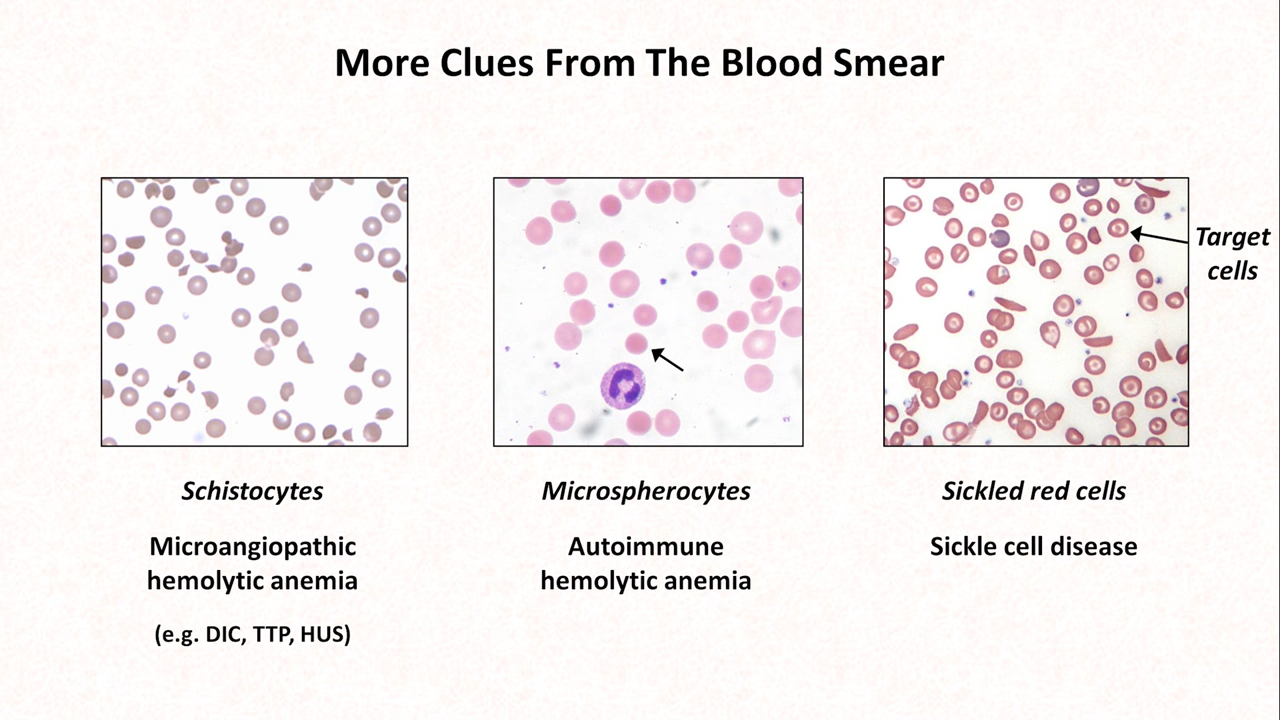 More Clues From The Blood Smear
Target
cells
Schistocytes
Microspherocytes
Sickled red cells
Microangiopathic
hemolytic anemia
Autoimmune
hemolytic anemia
Sickle cell disease
(e.g. DIC, TTP, HUS)